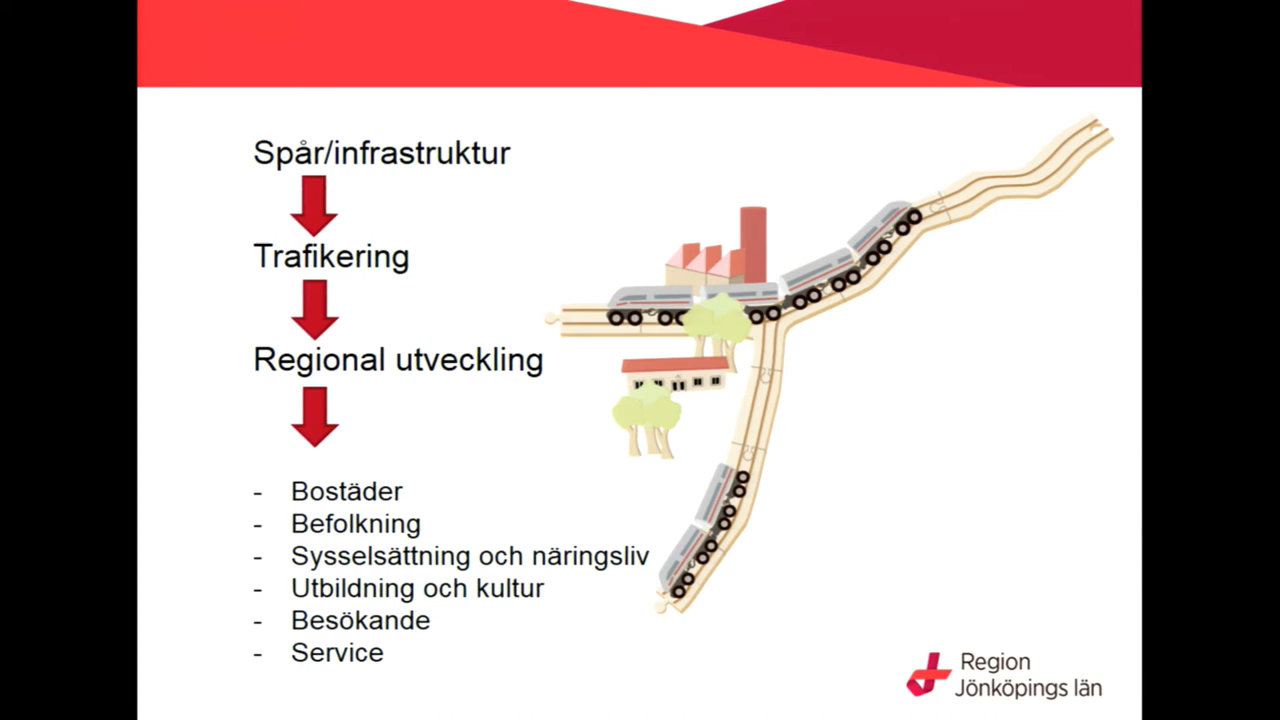 Spår/infrastruktur
Trafikering
Regional utveckling
- Bostäder
- Befolkning
- Sysselsättning och näringsliv
- Utbildning och kultur
- Besökande
- Service
Region
Jönköpings län